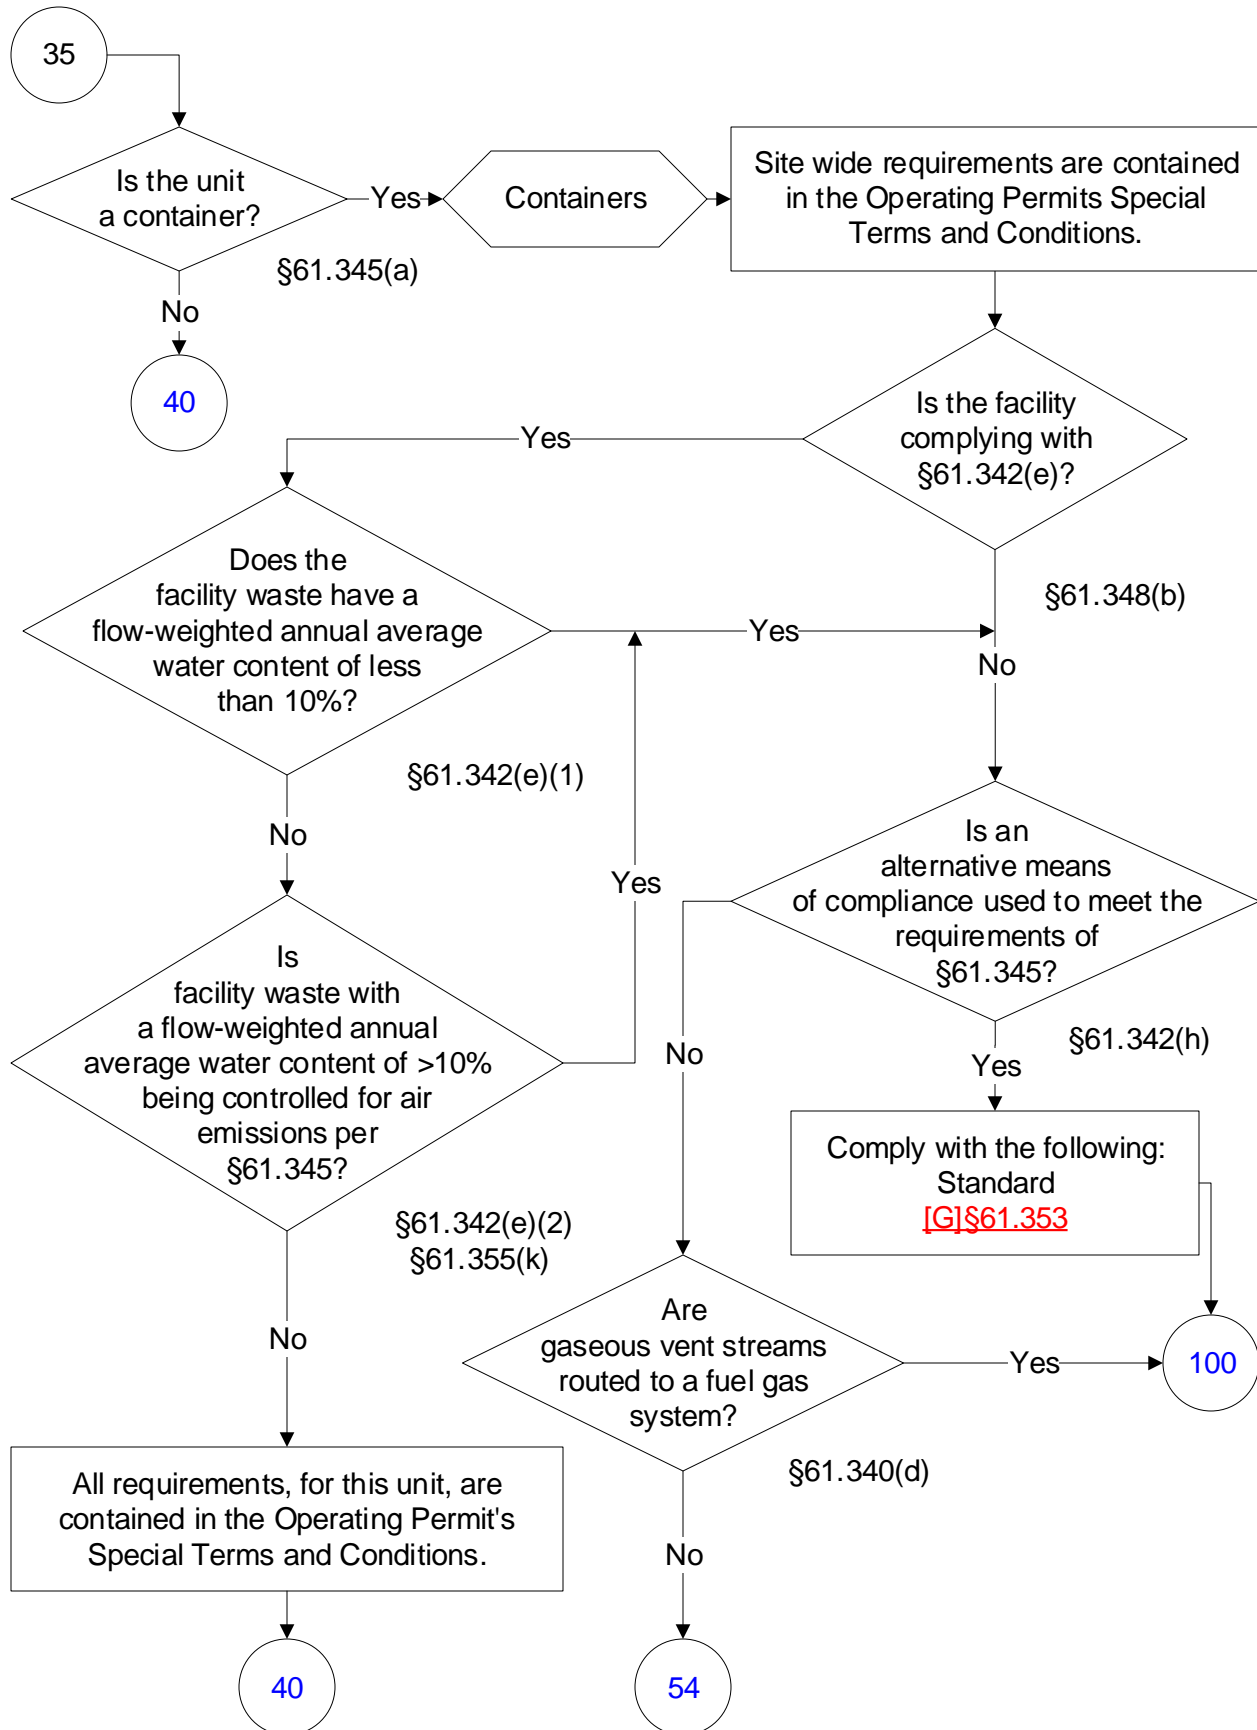 35
Is the unit
a container?
Yes
Containers
Site wide requirements are contained
in the Operating Permits Special
Terms and Conditions.
§61.345(a)
No
40
Is the facility
complying with
§61.342(e)?
Yes
§61.348(b)
No
Does the
facility waste have a
flow-weighted annual average
water content of less
than 10%?
Yes
§61.342(e)(1)
No
Is an
alternative means
of compliance used to meet the
requirements of
§61.345?
Yes
§61.342(h)
Yes
No
Is
facility waste with
a flow-weighted annual
average water content of >10%
being controlled for air
emissions per
§61.345?
§61.342(e)(2)
§61.355(k)
No
Comply with the following:
Standard
[G]§61.353
Are
gaseous vent streams
routed to a fuel gas
system?
Yes
100
§61.340(d)
No
All requirements, for this unit, are
contained in the Operating Permit's
Special Terms and Conditions.
40
54